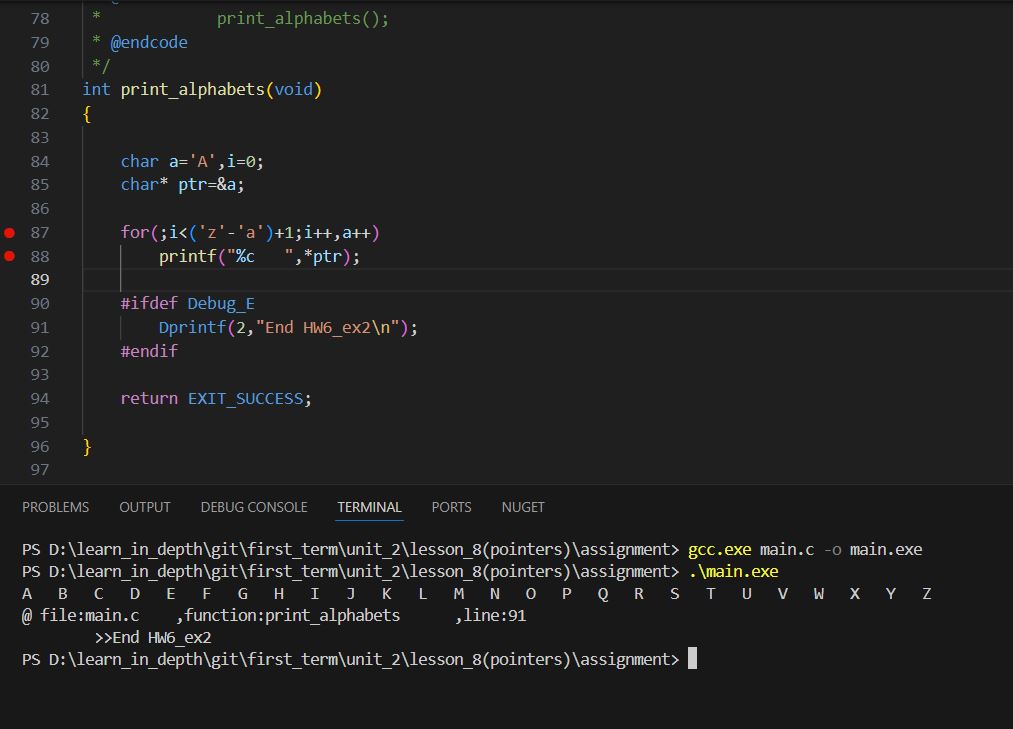 78 * print_alphabets();
79 * @endcode
80 */
81 int print_alphabets(void)
82 {
83
84 char a='A',i=0;
85 char* ptr=&a;
86
87 for(;i<('z'-'a')+1;i++,a++)
88 printf("%c   ",*ptr);
89
90 #ifdef Debug_E
91 Dprintf(2,"End HW6_ex2\n");
92 #endif
93
94 return EXIT_SUCCESS;
95
96 }
97
PROBLEMS OUTPUT DEBUG CONSOLE TERMINAL PORTS NUGET
PS D:\learn_in_depth\git\first_term\unit_2\lesson_8(pointers)\assignment> gcc.exe main.c -o main.exe
PS D:\learn_in_depth\git\first_term\unit_2\lesson_8(pointers)\assignment> .\main.exe
A B C D E F G H I J K L M N O P Q R S T U V W X Y Z
@ file:main.c ,function:print_alphabets ,line:91
>>End HW6_ex2
PS D:\learn_in_depth\git\first_term\unit_2\lesson_8(pointers)\assignment>